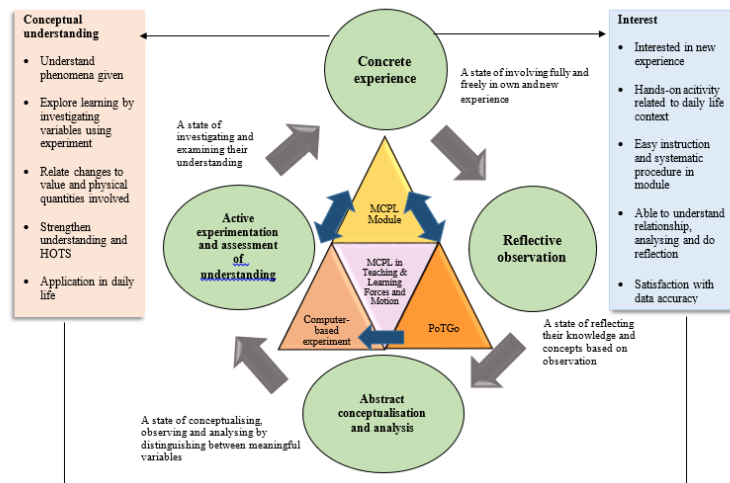 Conceptual
understanding
• Understand
phenomena given
• Explore learning by
investigating
variables using
experiment
• Relate changes to
value and physical
quantities involved
• Strengthen
understanding and
HOTS
• Application in daily
life
Concrete
experience
A state of involving fully and
freely in own and new
experience
Interest
• Interested in new
experience
• Hands-on acitivity
related to daily life
context
• Easy instruction
and systematic
procedure in
module
• Able to understand
relationship,
analysing and do
reflection
• Satisfaction with
data accuracy
A state of
investigating and
examining their
understanding
MCPL
Module
Active
experimentation
and assessment
of
understanding
Reflective
observation
MCPL in
Teaching &
Learning
Forces and
Motion
Computer-
based
experiment
PoTGo
A state of reflecting
their knowledge and
concepts based on
observation
Abstract
conceptualisation
and analysis
A state of conceptualising,
observing and analysing by
distinguishing between meaningful
variables